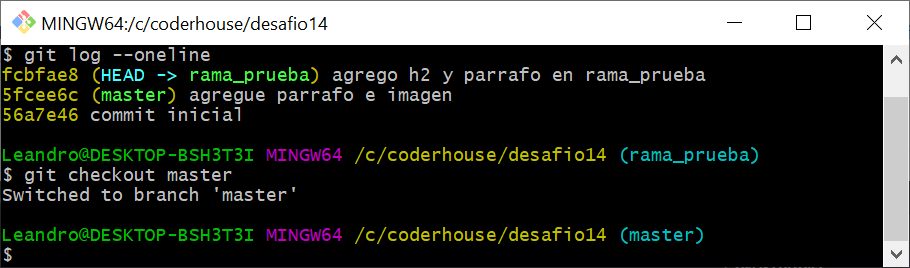 MINGW64:/c/coderhouse/desafio14
$ git log --oneline
fcbfae8 (HEAD -> rama_prueba) agrego h2 y parrafo en rama_prueba
5fcee6c (master) agregue parrafo e imagen
56a7e46 commit inicial
Leandro@DESKTOP-BSH3T3I MINGW64 /c/coderhouse/desafio14 (rama_prueba)
$ git checkout master
Switched to branch 'master'
Leandro@DESKTOP-BSH3T3I MINGW64 /c/coderhouse/desafio14 (master)
$